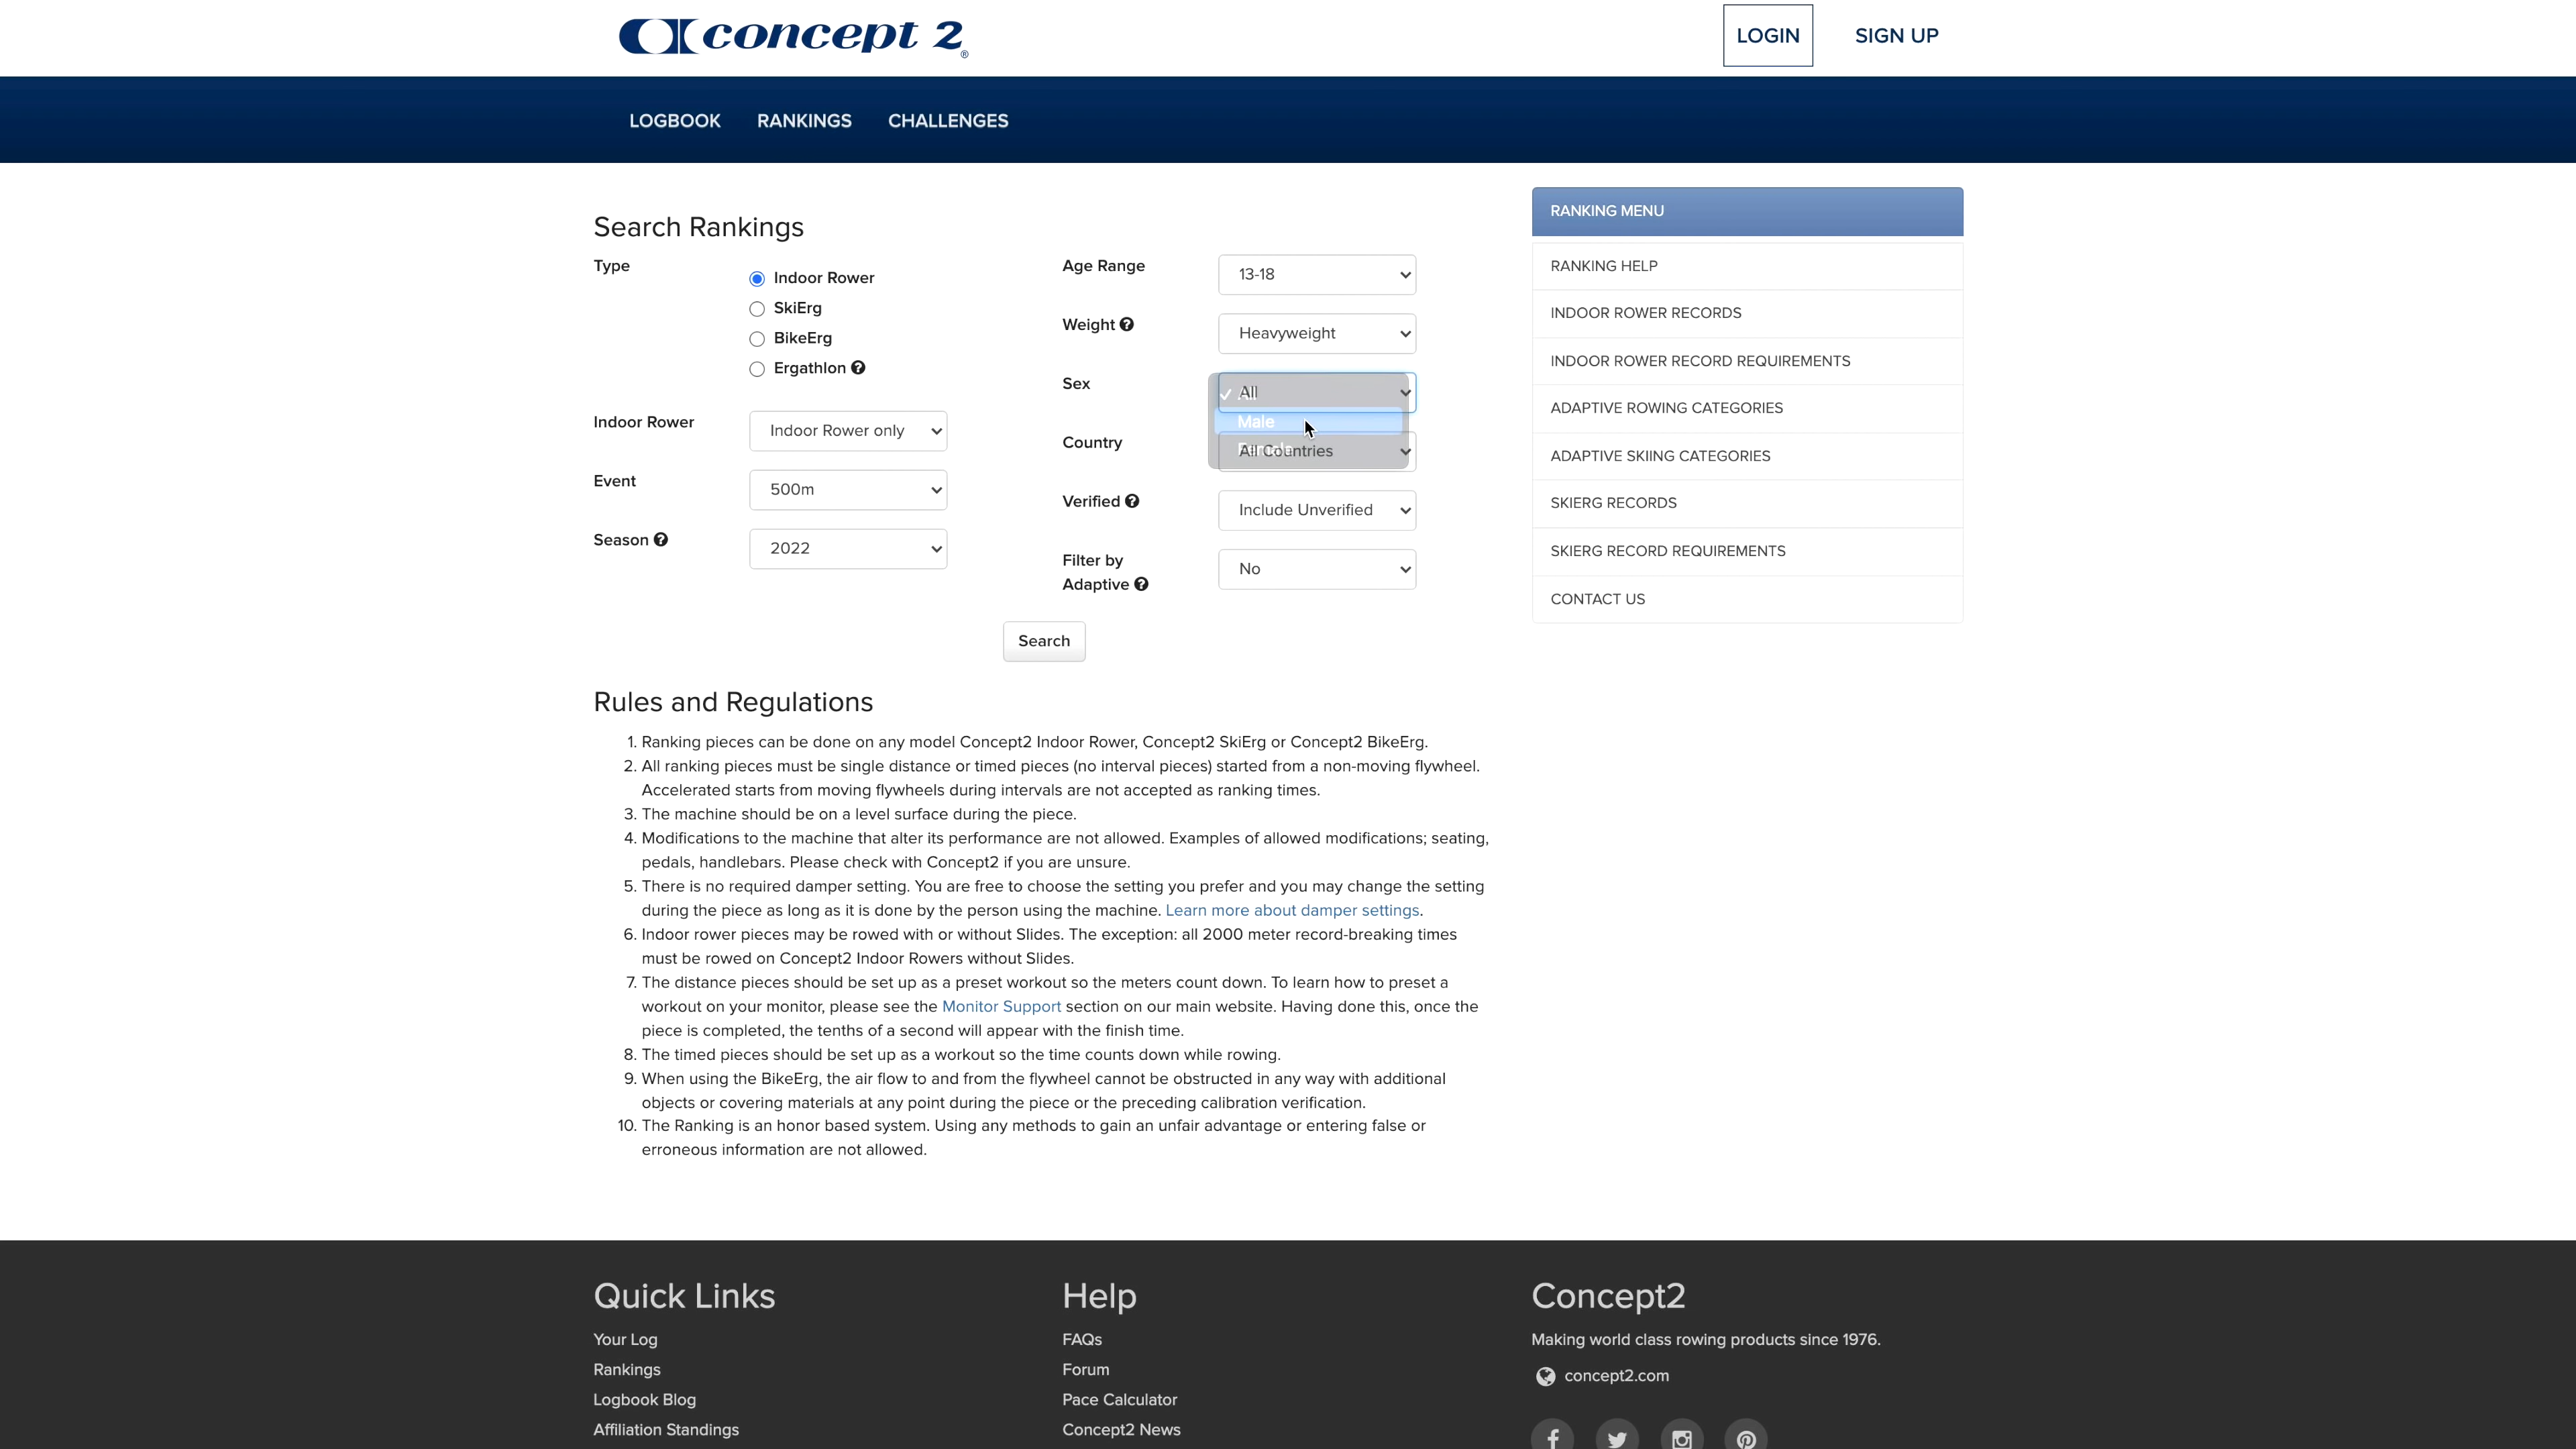 concept 2
LOGIN
SIGN UP
LOGBOOK
RANKINGS
CHALLENGES
Search Rankings
Type
Indoor Rower
SkiErg
BikeErg
Ergathlon
Indoor Rower
Indoor Rower only
Event
500m
Season
2022
Age Range
13-18
Weight
Heavyweight
Sex
All
Male
Country
All Countries
Verified
Include Unverified
Filter by
Adaptive
No
Search
RANKING MENU
RANKING HELP
INDOOR ROWER RECORDS
INDOOR ROWER RECORD REQUIREMENTS
ADAPTIVE ROWING CATEGORIES
ADAPTIVE SKIING CATEGORIES
SKIERG RECORDS
SKIERG RECORD REQUIREMENTS
CONTACT US
Rules and Regulations
1. Ranking pieces can be done on any model Concept2 Indoor Rower, Concept2 SkiErg or Concept2 BikeErg.
2. All ranking pieces must be single distance or timed pieces (no interval pieces) started from a non-moving flywheel.
Accelerated starts from moving flywheels during intervals are not accepted as ranking times.
3. The machine should be on a level surface during the piece.
4. Modifications to the machine that alter its performance are not allowed. Examples of allowed modifications; seating,
pedals, handlebars. Please check with Concept2 if you are unsure.
5. There is no required damper setting. You are free to choose the setting you prefer and you may change the setting
during the piece as long as it is done by the person using the machine. Learn more about damper settings.
6. Indoor rower pieces may be rowed with or without Slides. The exception: all 2000 meter record-breaking times
must be rowed on Concept2 Indoor Rowers without Slides.
7. The distance pieces should be set up as a preset workout so the meters count down. To learn how to preset a
workout on your monitor, please see the Monitor Support section on our main website. Having done this, once the
piece is completed, the tenths of a second will appear with the finish time.
8. The timed pieces should be set up as a workout so the time counts down while rowing.
9. When using the BikeErg, the air flow to and from the flywheel cannot be obstructed in any way with additional
objects or covering materials at any point during the piece or the preceding calibration verification.
10. The Ranking is an honor based system. Using any methods to gain an unfair advantage or entering false or
erroneous information are not allowed.
Quick Links
Your Log
Rankings
Logbook Blog
Affiliation Standings
Help
FAQs
Forum
Pace Calculator
Concept2 News
Concept2
Making world class rowing products since 1976.
concept2.com